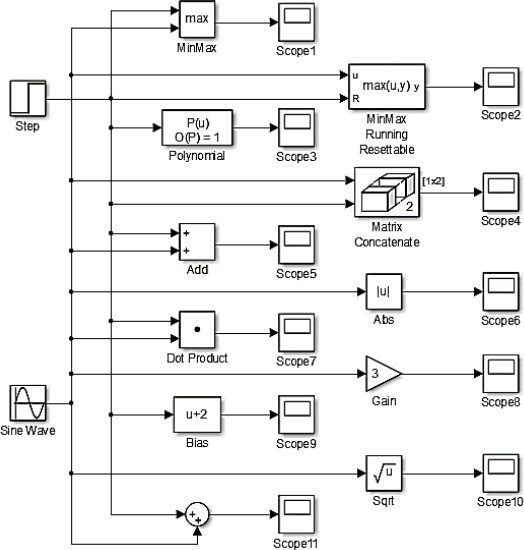 max
MinMax
Scope1
u
R
max(u,y) y
MinMax
Running
Resettable
Scope2
Step
P(u)
O(P) = 1
Polynomial
Scope3
[1x2]
2
Matrix
Concatenate
Scope4
+
+
Add
Scope5
|u|
Abs
Scope6
Dot Product
Scope7
3
Gain
Scope8
Sine Wave
u+2
Bias
Scope9
√u
Sqrt
Scope10
+
+
Scope11